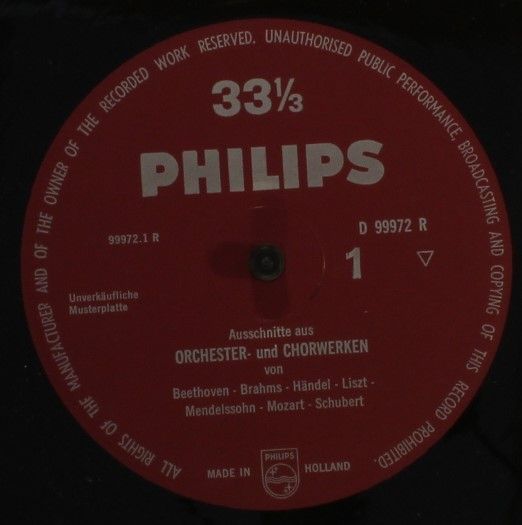 ALL RIGHTS OF THE MANUFACTURER AND OF THE OWNER OF THE RECORDED WORK RESERVED. UNAUTHORISED PUBLIC PERFORMANCE, BROADCASTING AND COPYING OF THIS RECORD PROHIBITED.
33⅓
PHILIPS
99972.1 R
D 99972 R
1 ▽
Unverkäufliche
Musterplatte
Ausschnitte aus
ORCHESTER- und CHORWERKEN
von
Beethoven - Brahms - Händel - Liszt -
Mendelssohn - Mozart - Schubert
MADE IN PHILIPS HOLLAND